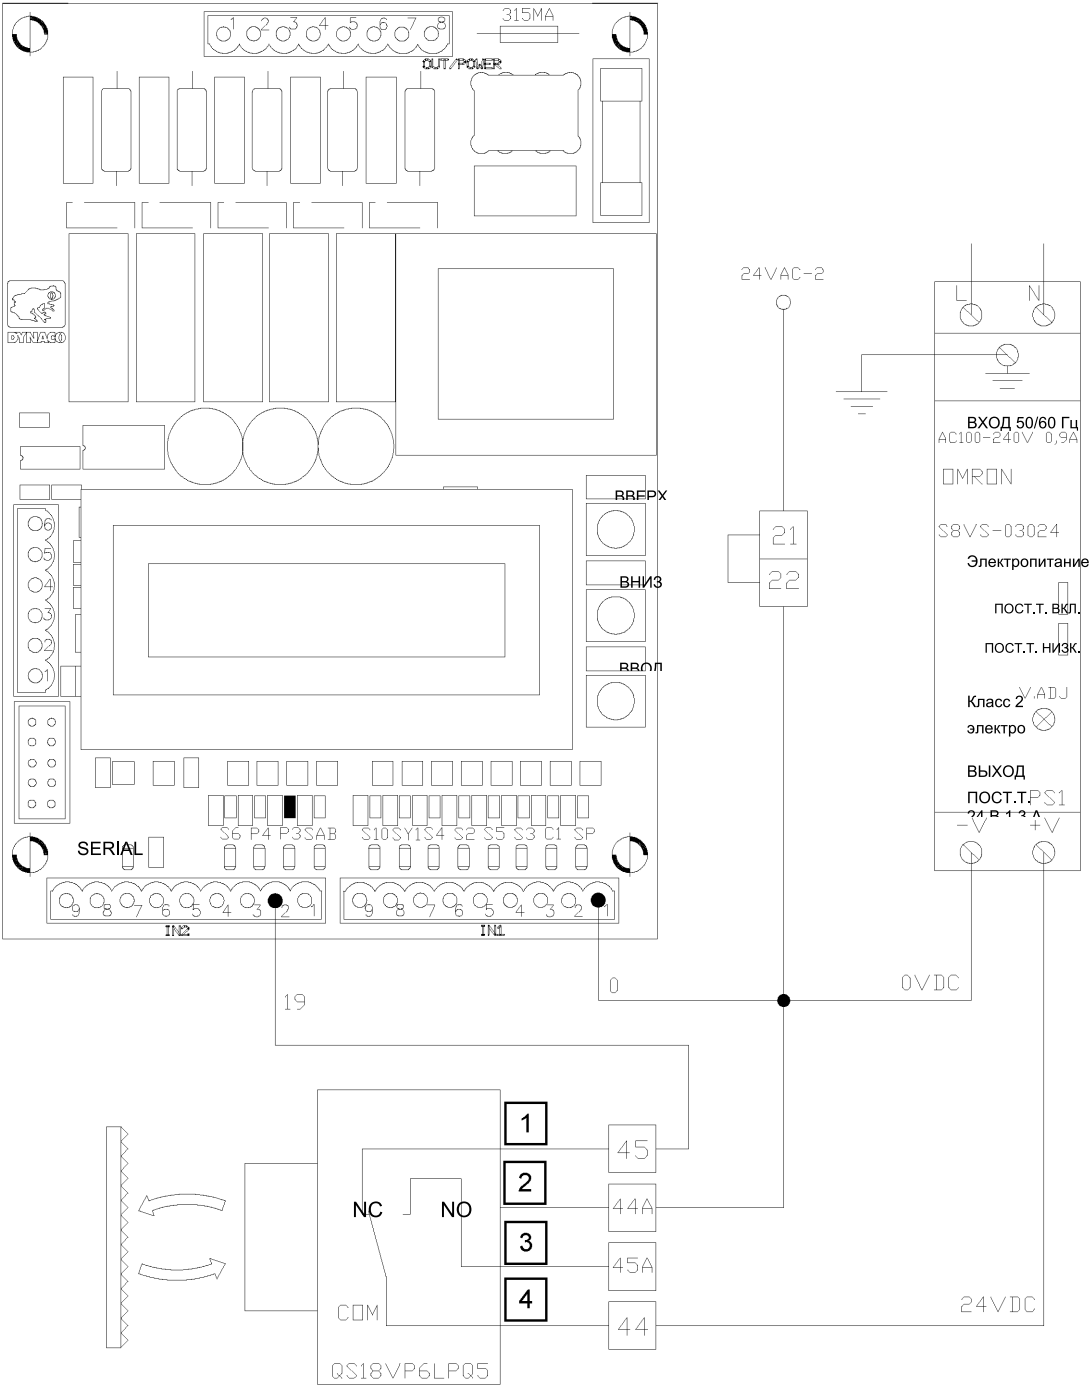 315MA
1 2 3 4 5 6 7 8
OUT/POWER
24VAC-2
L N
DYNACO
ВХОД 50/60 Гц
AC100-240V 0,9A
OMRON
ВВЕРХ
6
5
4
3
2
1
21
22
S8VS-03024
Электропитание
ВНИЗ
ПОСТ.Т. ВКЛ.
ПОСТ.Т. НИЗК.
ВВОД
V.ADJ
Класс 2
электро
ВЫХОД
ПОСТ.Т. PS1
24 В 1,3 А
-V +V
S6 P4 P3 SAB S10 SY1 S4 S2 S5 S3 C1 SP
SERIAL
9 8 7 6 5 4 3 2 1 9 8 7 6 5 4 3 2 1
IN2 IN1
19
0
0VDC
1
45
2
44A
NC NO
3
45A
4
44
COM
24VDC
QS18VP6LPQ5